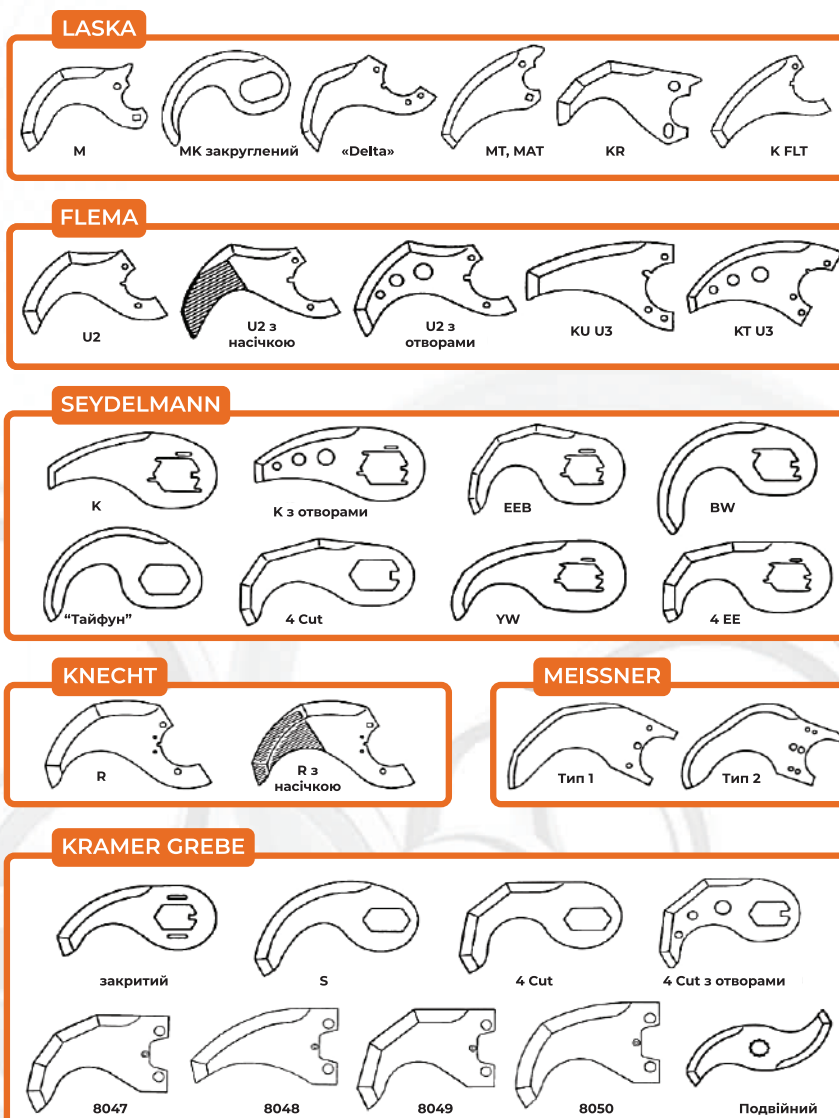 LASKA
M
MK закруглений
«Delta»
MT, MAT
KR
K FLT
FLEMA
U2
U2 з
насічкою
U2 з
отворами
KU U3
KT U3
SEYDELMANN
K
K з отворами
EEB
BW
“Тайфун”
4 Cut
YW
4 EE
KNECHT
R
R з
насічкою
MEISSNER
Тип 1
Тип 2
KRAMER GREBE
закритий
S
4 Cut
4 Cut з отворами
8047
8048
8049
8050
Подвійний